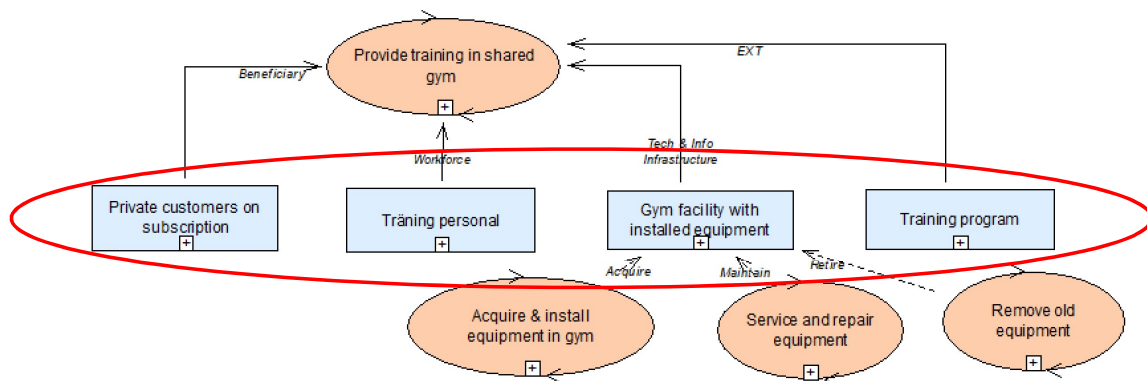 Provide training in shared
gym
EXT
Beneficiary
+
Workforce
Tech & Info
Infrastructure
Private customers on
subscription
+
Träning personal
+
Gym facility with
installed equipment
+
Training program
+
Acquire
Maintain
Retire
Acquire & install
equipment in gym
+
Service and repair
equipment
+
Remove old
equipment
+